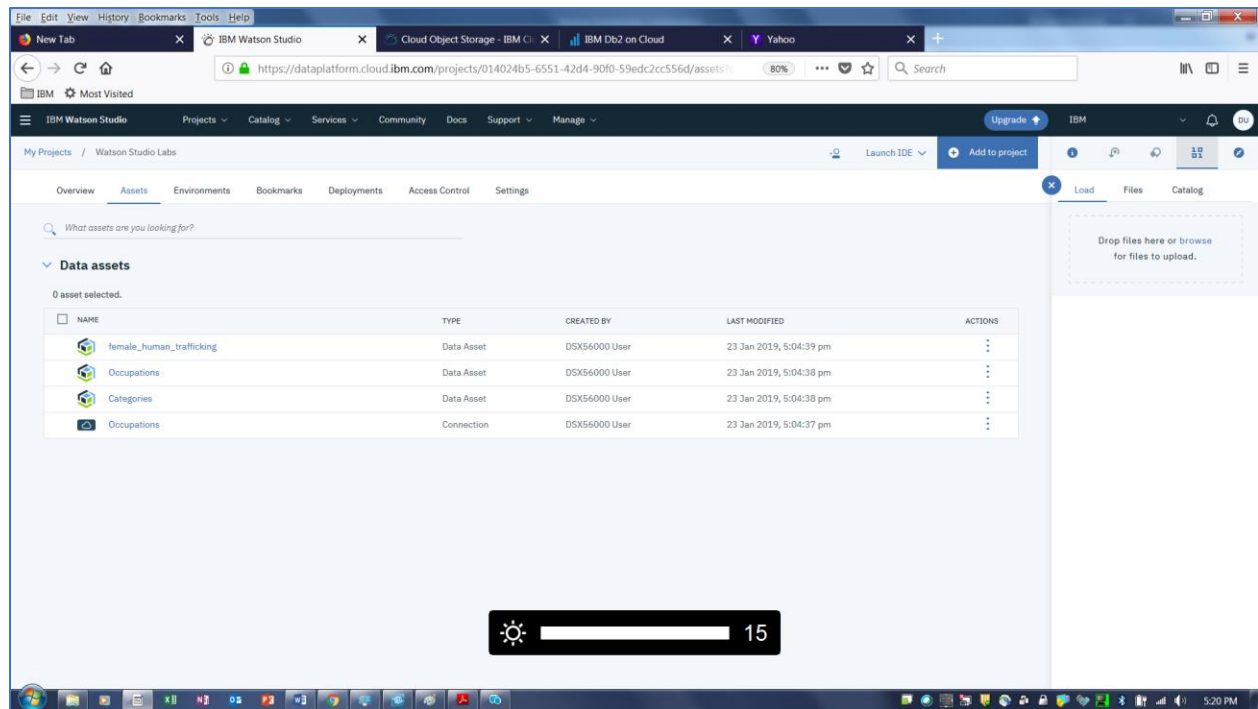 File Edit View History Bookmarks Tools Help
New Tab IBM Watson Studio Cloud Object Storage - IBM Cl IBM Db2 on Cloud Yahoo
https://dataplatform.cloud.ibm.com/projects/014024b5-6551-42d4-90f0-59edc2cc556d/assets? 80% Search
IBM Most Visited
IBM Watson Studio Projects Catalog Services Community Docs Support Manage Upgrade IBM DU
My Projects / Watson Studio Labs Launch IDE Add to project
Overview Assets Environments Bookmarks Deployments Access Control Settings Load Files Catalog
What assets are you looking for?
Drop files here or browse
for files to upload.
Data assets
0 asset selected.
NAME TYPE CREATED BY LAST MODIFIED ACTIONS
female_human_trafficking Data Asset DSX56000 User 23 Jan 2019, 5:04:39 pm
Occupations Data Asset DSX56000 User 23 Jan 2019, 5:04:38 pm
Categories Data Asset DSX56000 User 23 Jan 2019, 5:04:38 pm
Occupations Connection DSX56000 User 23 Jan 2019, 5:04:37 pm
15
5:20 PM